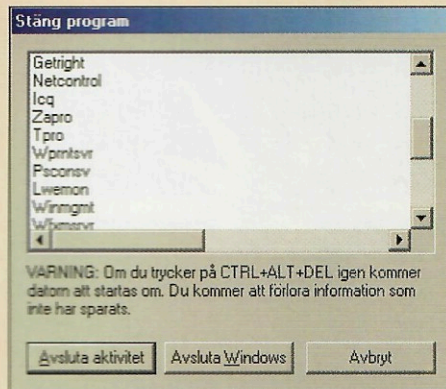 Stäng program
Getright
Netcontrol
Icq
Zapro
Tpro
Wprntsvr
Psconsv
Lwemon
Winmgmt
VARNING: Om du trycker på CTRL+ALT+DEL igen kommer
datorn att startas om. Du kommer att förlora information som
inte har sparats.
Avsluta aktivitet Avsluta Windows Avbryt